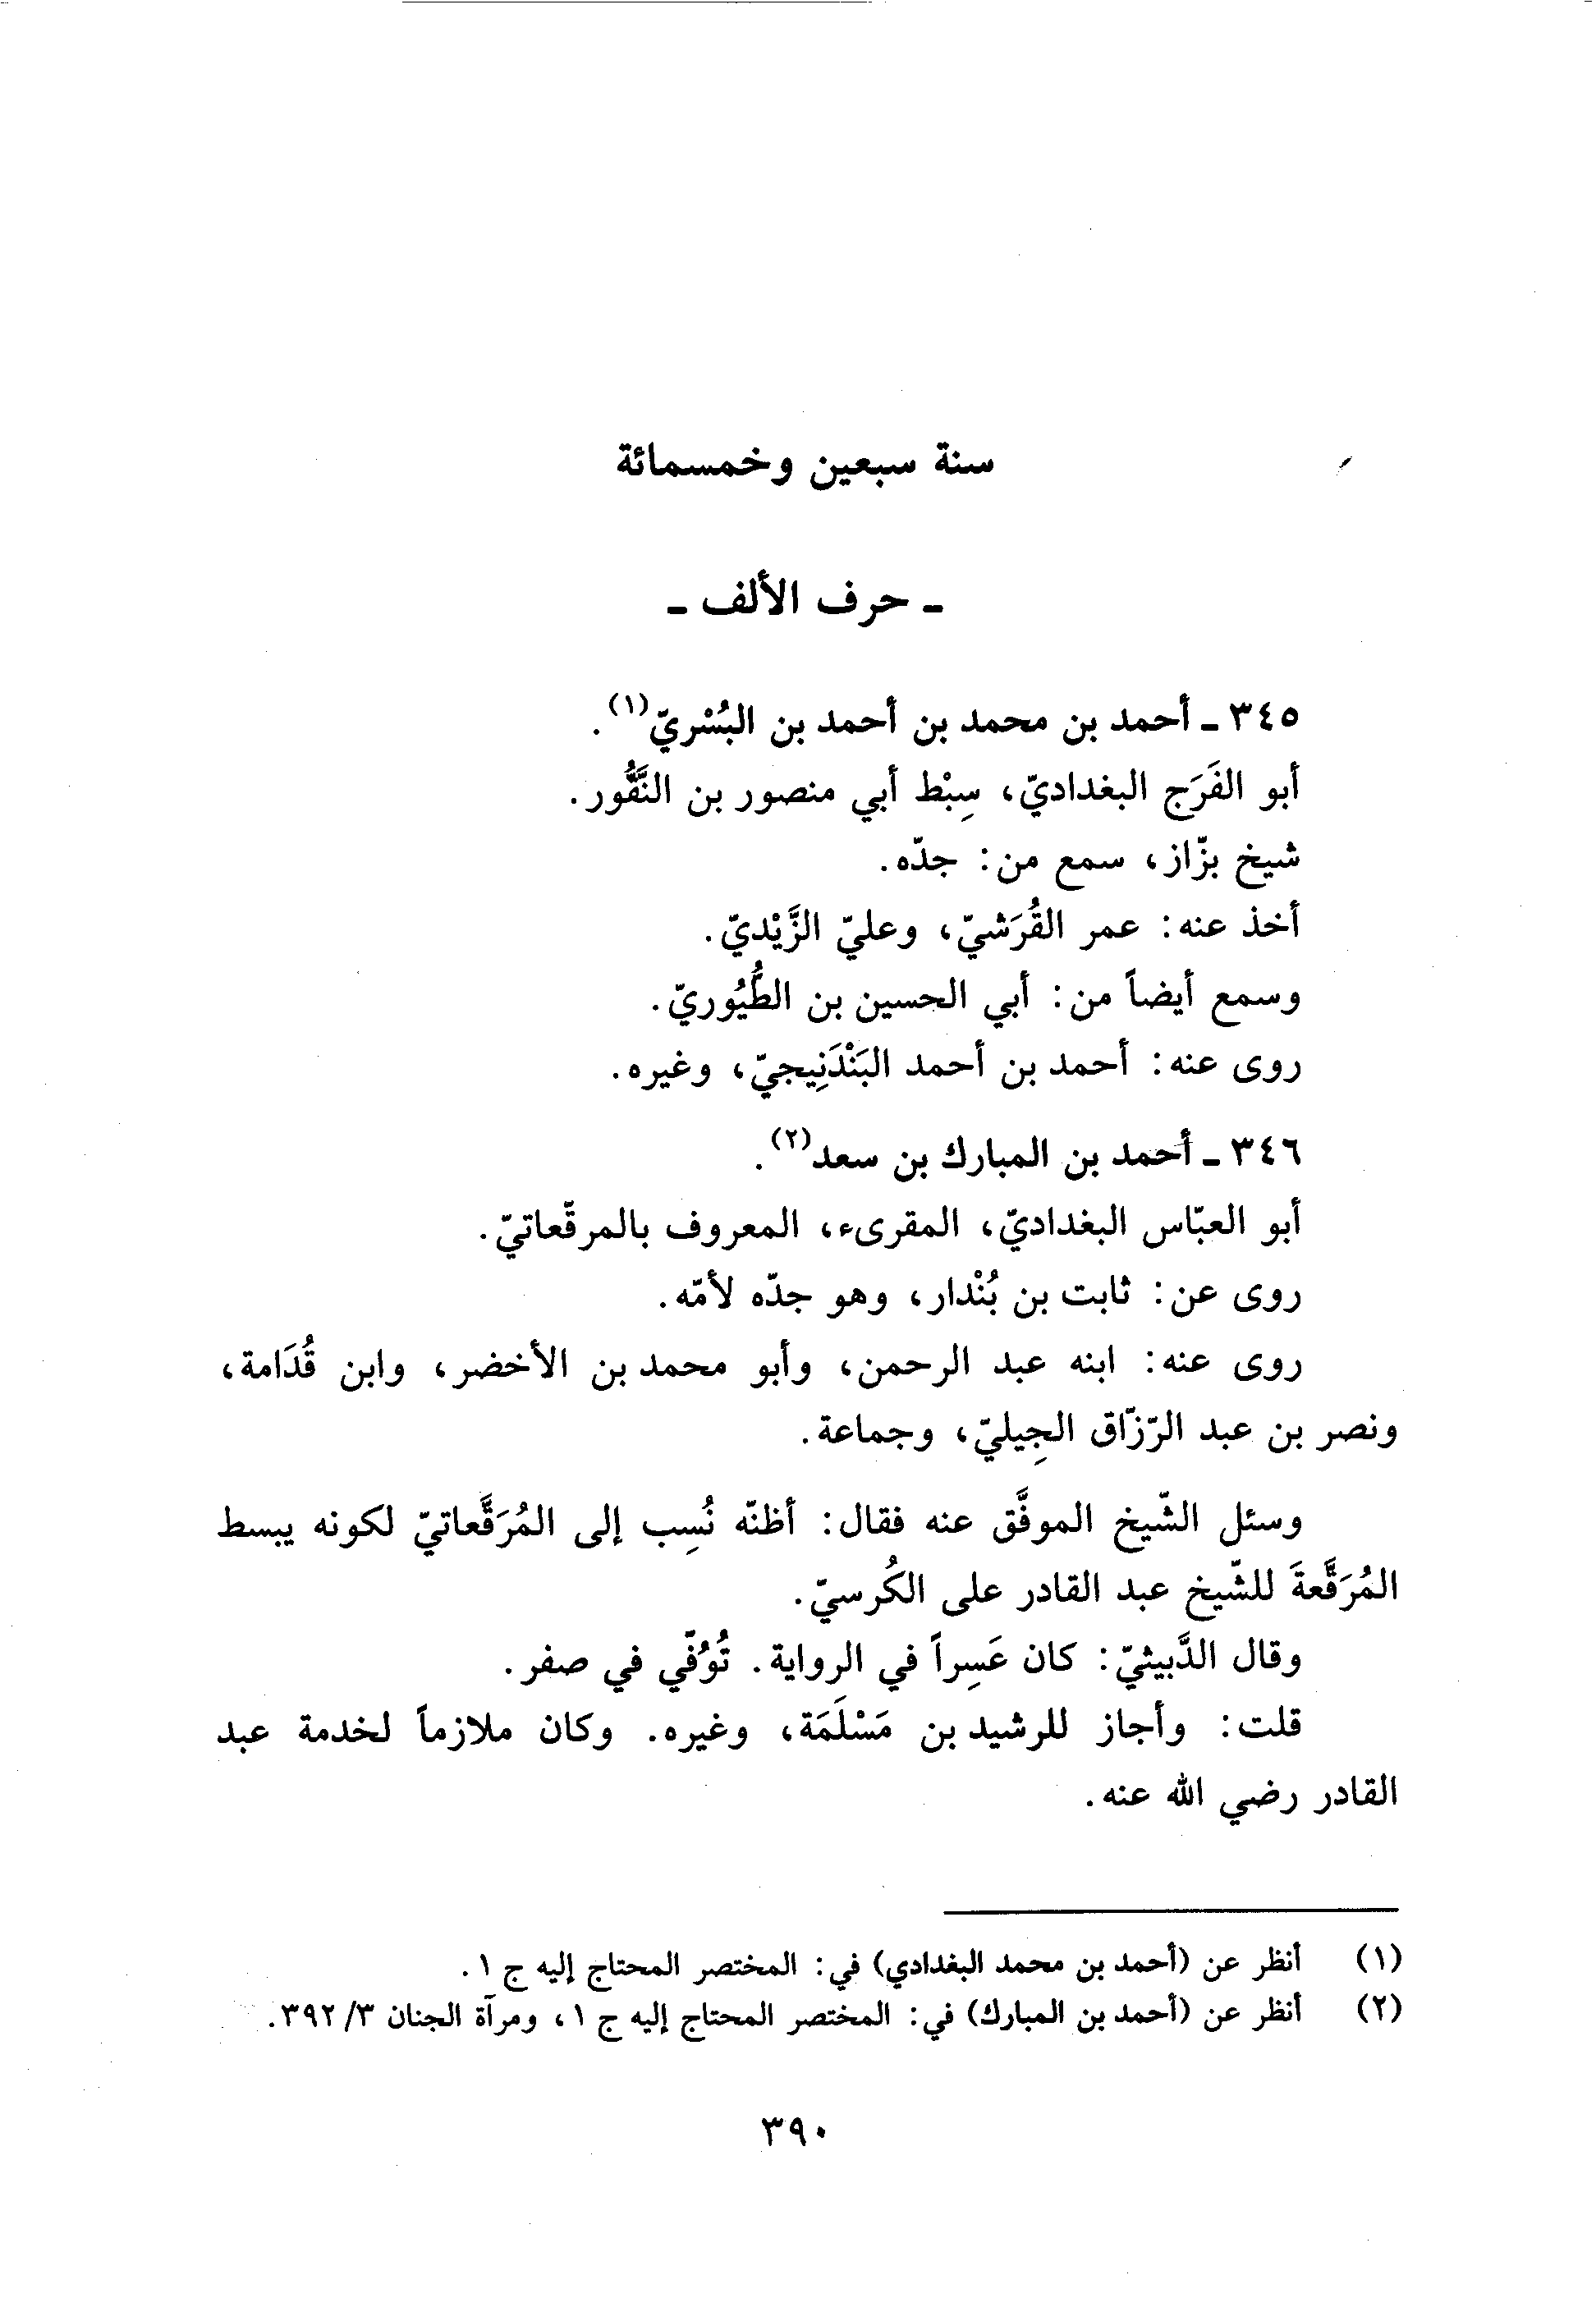 سنة سبعين وخمسمائة
ـ حرف الألف ـ
٣٤٥ ـ أحمد بن محمد بن أحمد بن البُسْريّ(١).
أبو الفَرَج البغداديّ، سِبْط أبي منصور بن النَّقُّور.
شيخ بزّاز، سمع من: جدّه.
أخذ عنه: عمر القُرَشيّ، وعليّ الزَّيْديّ.
وسمع أيضاً من: أبي الحسين بن الطُّيُوريّ.
روى عنه: أحمد بن أحمد البَنْدَنِيجيّ، وغيره.
٣٤٦ ـ أحمد بن المبارك بن سعد(٢).
أبو العبّاس البغداديّ، المقرىء، المعروف بالمرقّعاتيّ.
روى عن: ثابت بن بُنْدار، وهو جدّه لأمّه.
روى عنه: ابنه عبد الرحمن، وأبو محمد بن الأخضر، وابن قُدَامة،
ونصر بن عبد الرّزّاق الجِيليّ، وجماعة.
وسئل الشّيخ الموفَّق عنه فقال: أظنّه نُسِب إلى المُرَقَّعاتيّ لكونه يبسط
المُرَقَّعةَ للشّيخ عبد القادر على الكُرسيّ.
وقال الدَّبيثيّ: كان عَسِراً في الرواية. تُوُفّي في صفر.
قلت: وأجاز للرشيد بن مَسْلَمَة، وغيره. وكان ملازماً لخدمة عبد
القادر رضي الله عنه.
(١) أنظر عن (أحمد بن محمد البغدادي) في: المختصر المحتاج إليه ج ١.
(٢) أنظر عن (أحمد بن المبارك) في: المختصر المحتاج إليه ج ١، ومرآة الجنان ٣/ ٣٩٢.
٣٩٠